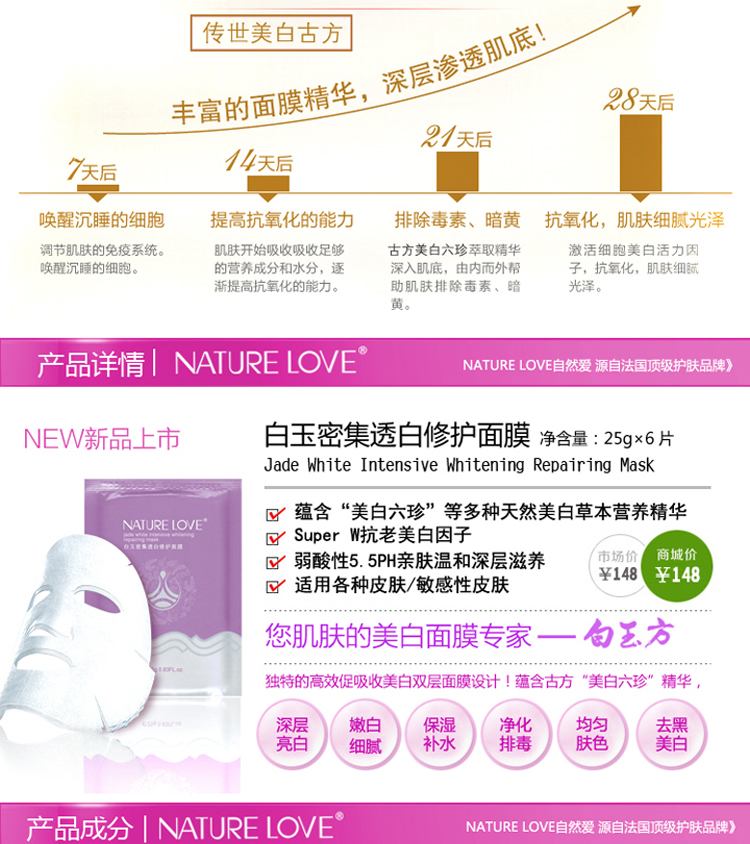 传世美白古方
丰富的面膜精华，深层渗透肌底！
7天后
14天后
21天后
28天后
唤醒沉睡的细胞
提高抗氧化的能力
排除毒素、暗黄
抗氧化，肌肤细腻光泽
调节肌肤的免疫系统。
唤醒沉睡的细胞。
肌肤开始吸收吸收足够
的营养成分和水分，逐
渐提高抗氧化的能力。
古方美白六珍萃取精华
深入肌底，由内而外帮
助肌肤排除毒素、暗
黄。
激活细胞美白活力因
子，抗氧化，肌肤细腻
光泽。
产品详情 | NATURE LOVE®
NATURE LOVE自然爱 源自法国顶级护肤品牌》
NEW新品上市
白玉密集透白修护面膜 净含量：25g×6片
Jade White Intensive Whitening Repairing Mask
蕴含“美白六珍”等多种天然美白草本营养精华
Super W抗老美白因子
弱酸性5.5PH亲肤温和深层滋养
适用各种皮肤/敏感性皮肤
市场价
￥148
商城价
￥148
NATURE LOVE®
jade white intensive whitening
repairing mask
白玉密集透白修护面膜
您肌肤的美白面膜专家 — 白玉方
独特的高效促吸收美白双层面膜设计！蕴含古方“美白六珍”精华，
深层
亮白
嫩白
细腻
保湿
补水
净化
排毒
均匀
肤色
去黑
美白
产品成分 | NATURE LOVE®
NATURE LOVE自然爱 源自法国顶级护肤品牌》